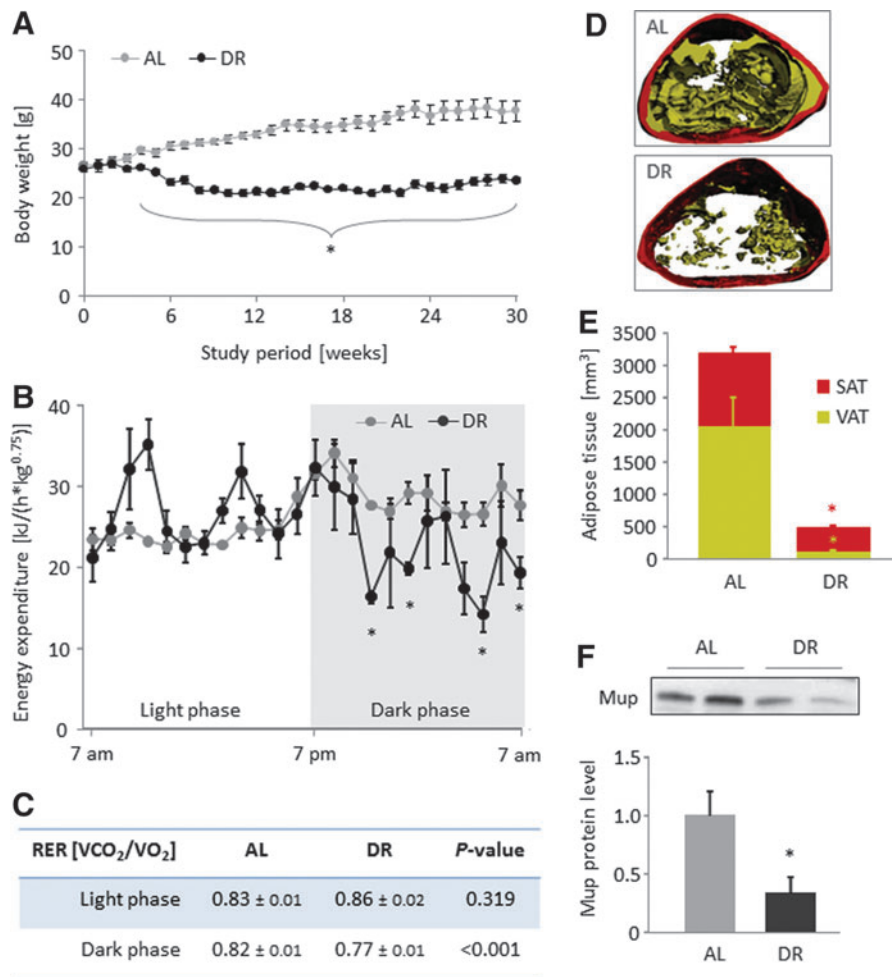 A
AL DR
Body weight [g]
50
40
30
20
10
0
*
0 6 12 18 24 30
Study period [weeks]
B
Energy expenditure [kJ/(h*kg^0.75)]
40
30
20
10
0
AL DR
* * * *
Light phase Dark phase
7 am 7 pm 7 am
C
RER [VCO₂/VO₂] AL DR P-value
Light phase 0.83 ± 0.01 0.86 ± 0.02 0.319
Dark phase 0.82 ± 0.01 0.77 ± 0.01 <0.001
D
AL
DR
E
Adipose tissue [mm³]
3500
3000
2500
2000
1500
1000
500
0
SAT
VAT
*
*
AL DR
F
AL DR
Mup
Mup protein level
1.5
1.0
0.5
0
*
AL DR